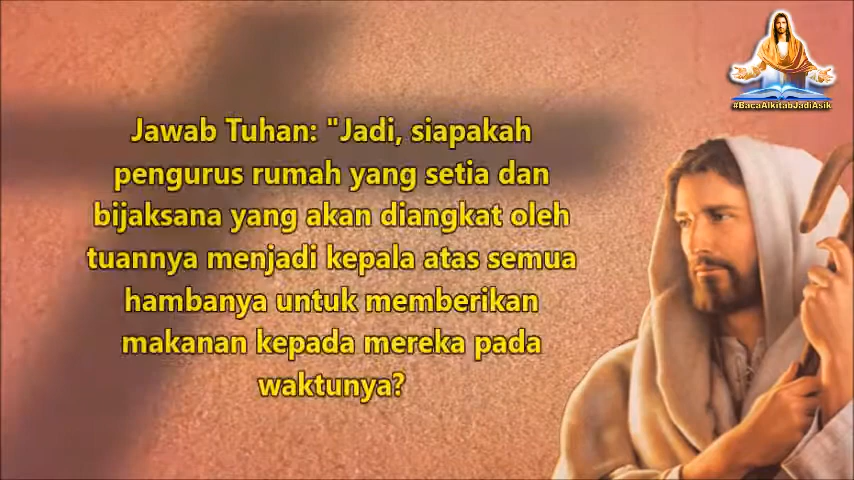 #BacaAlkitabJadiAsik
Jawab Tuhan: "Jadi, siapakah
pengurus rumah yang setia dan
bijaksana yang akan diangkat oleh
tuannya menjadi kepala atas semua
hambanya untuk memberikan
makanan kepada mereka pada
waktunya?